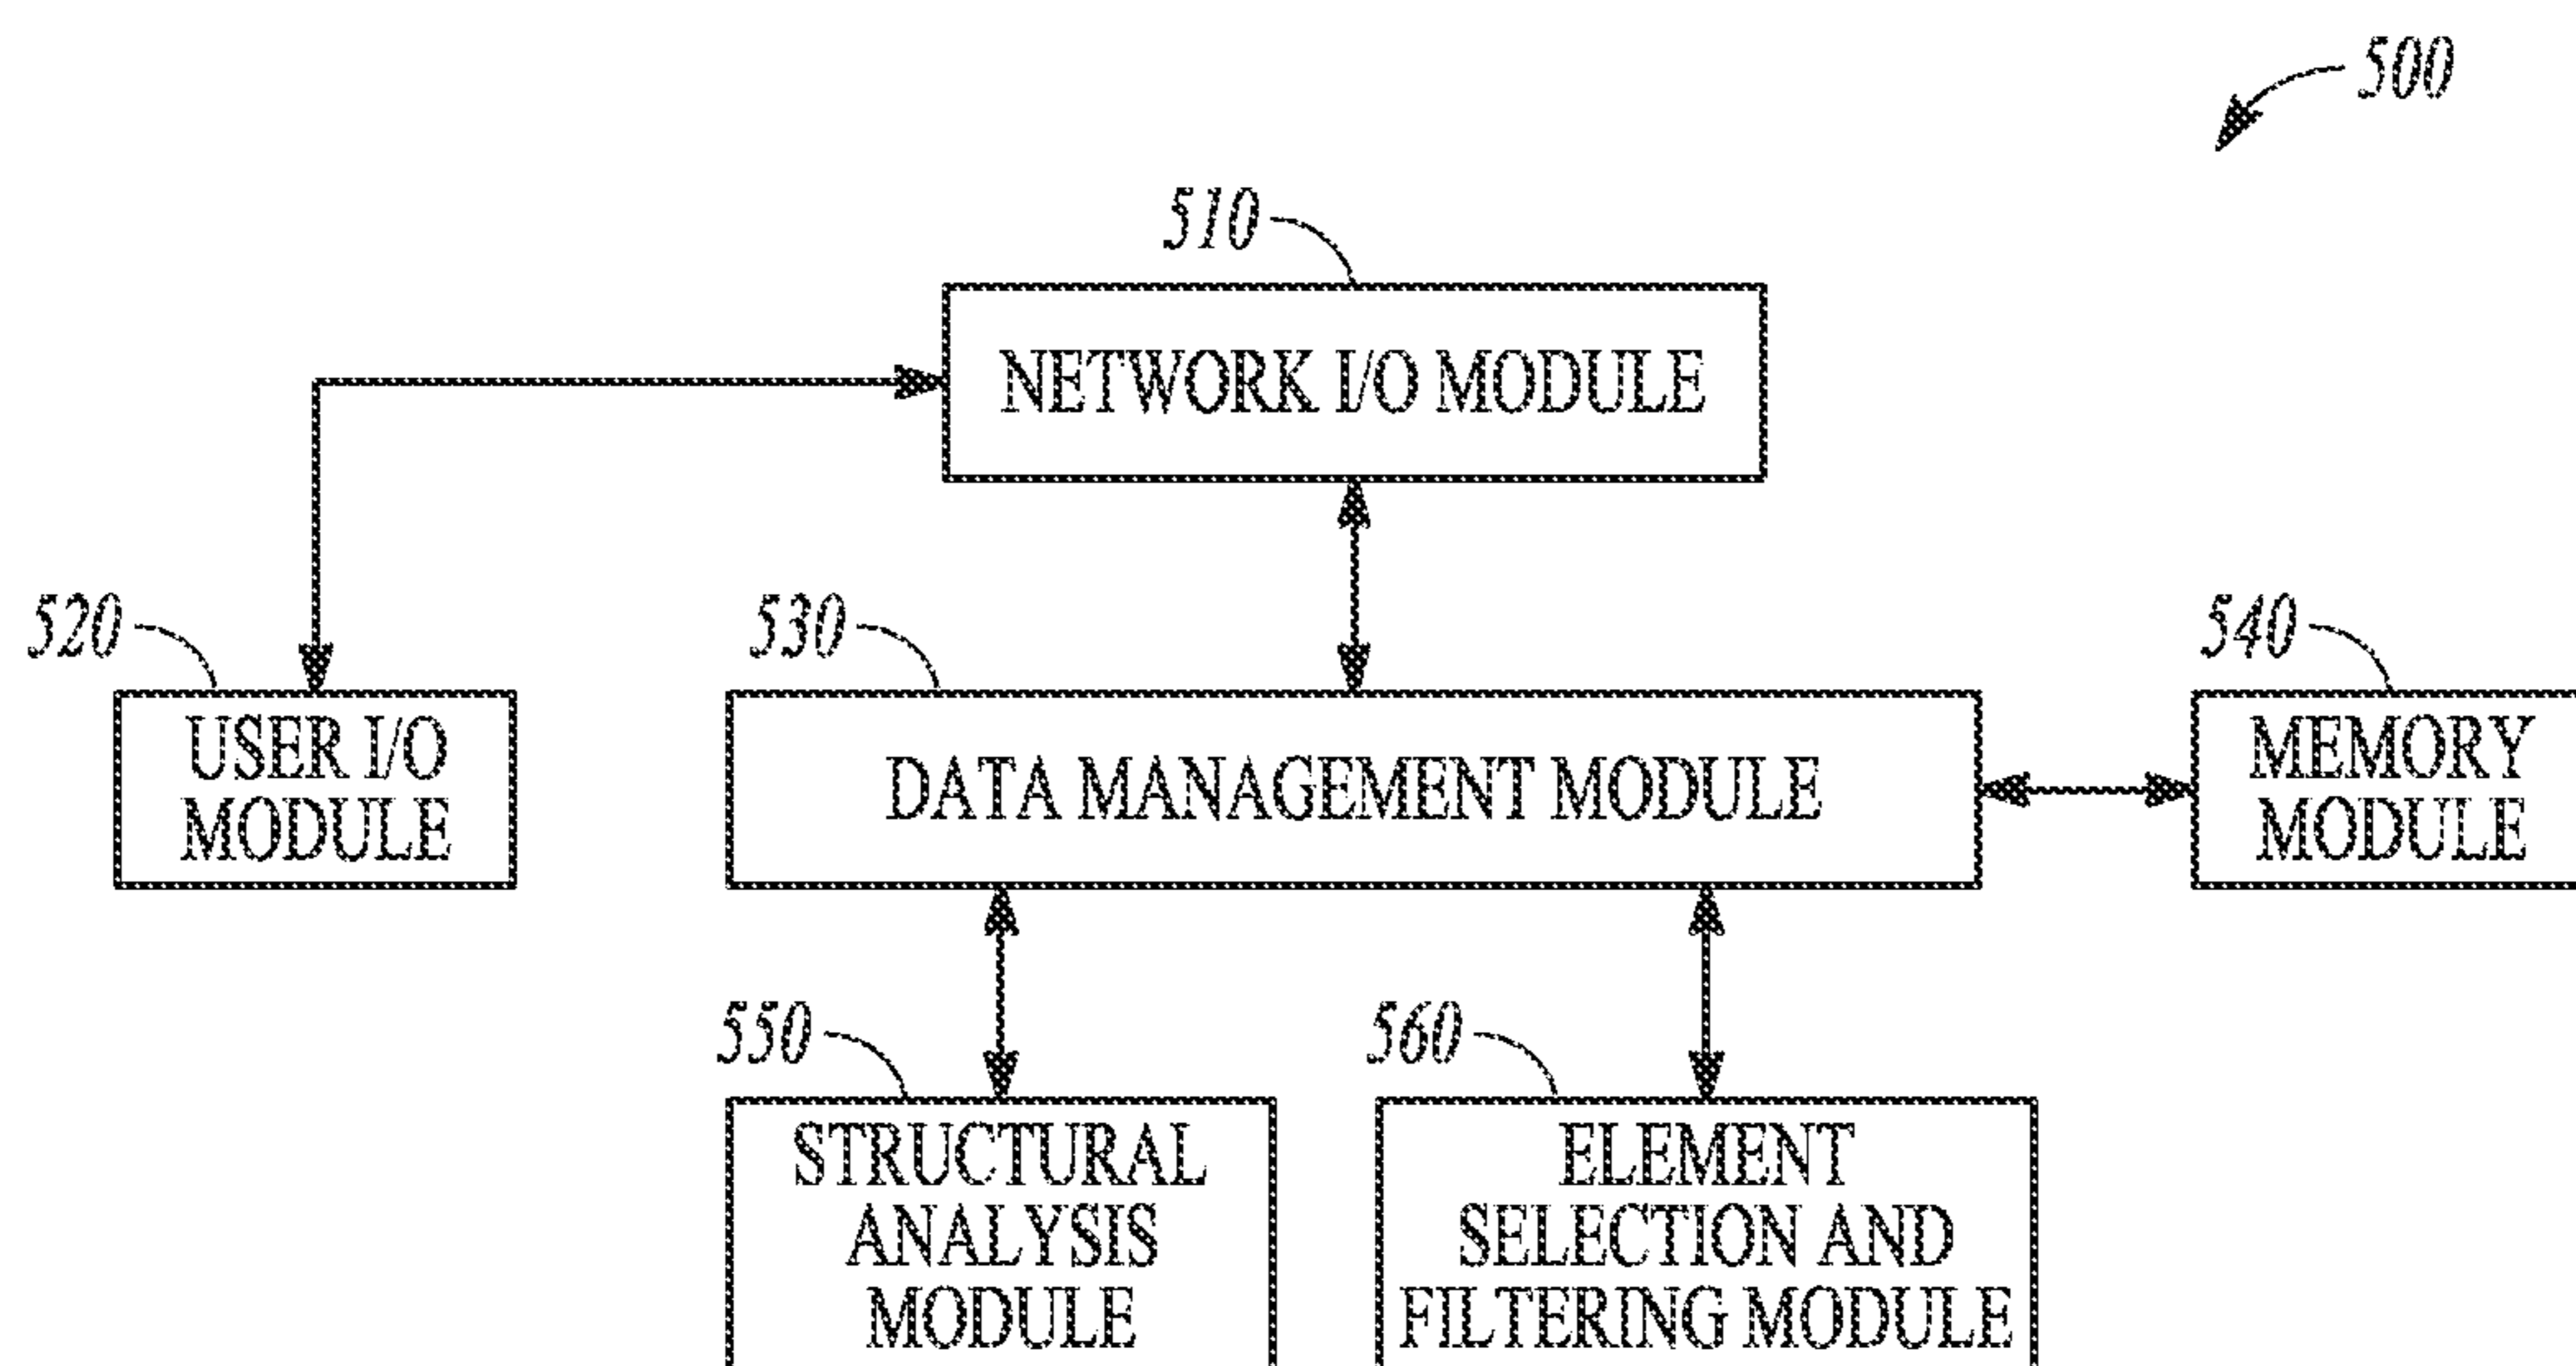 500
510
NETWORK I/O MODULE
520
530
540
USER I/O
MODULE
DATA MANAGEMENT MODULE
MEMORY
MODULE
550
560
STRUCTURAL
ANALYSIS
MODULE
ELEMENT
SELECTION AND
FILTERING MODULE